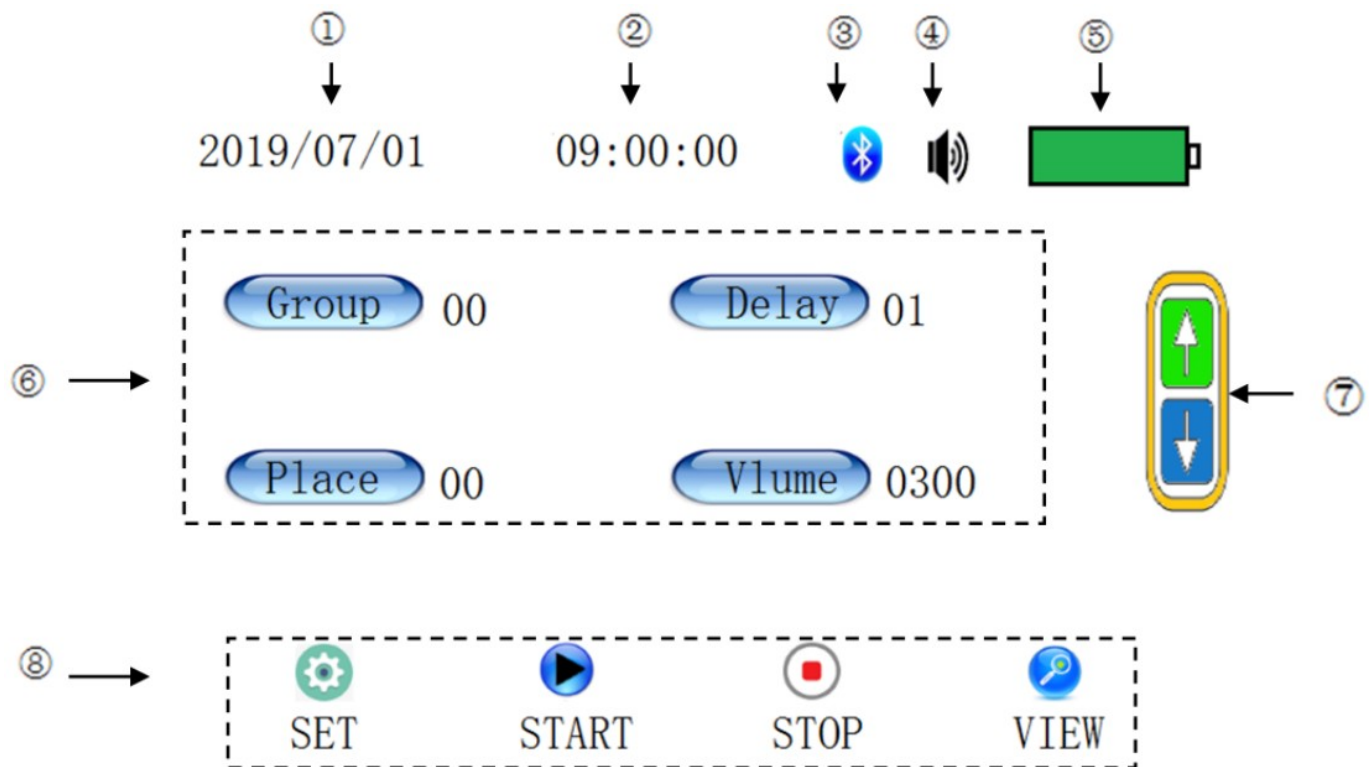 ① ② ③ ④ ⑤
2019/07/01 09:00:00
Group 00 Delay 01
⑥ ⑦
Place 00 Vlume 0300
⑧
SET START STOP VIEW